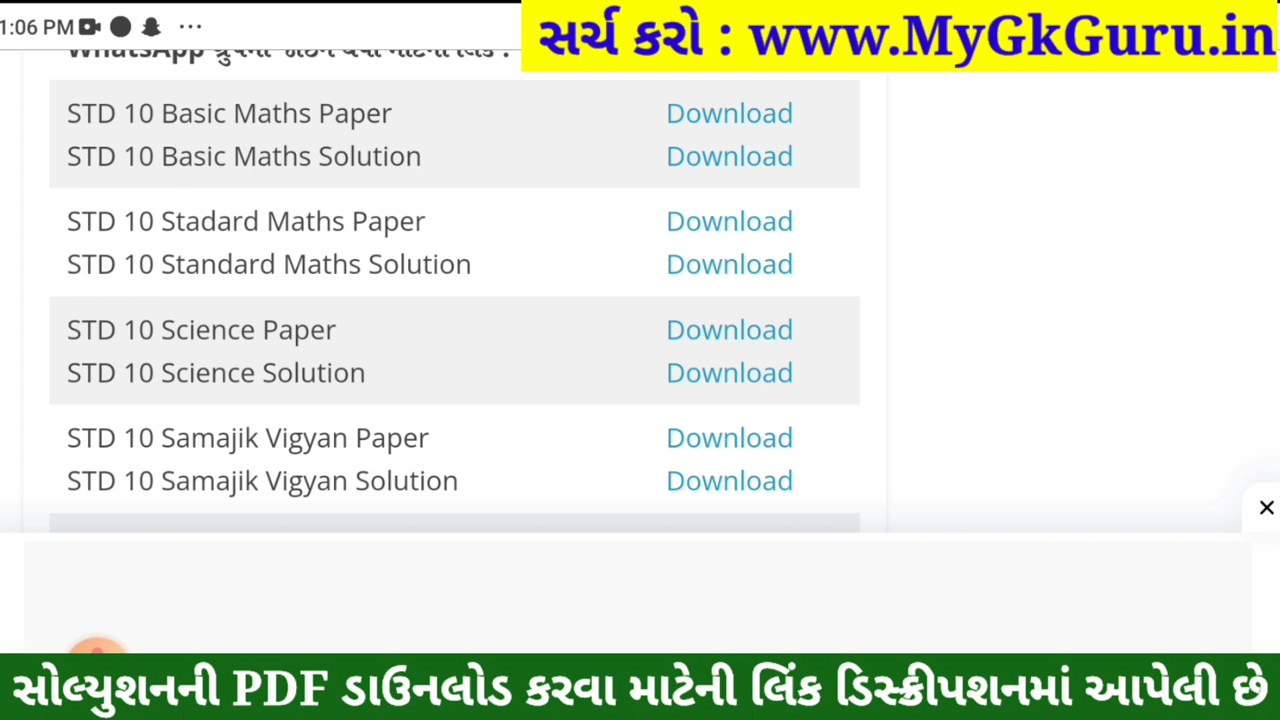 1:06 PM
સર્ચ કરો : www.MyGkGuru.in
WhatsApp
STD 10 Basic Maths Paper Download
STD 10 Basic Maths Solution Download
STD 10 Stadard Maths Paper Download
STD 10 Standard Maths Solution Download
STD 10 Science Paper Download
STD 10 Science Solution Download
STD 10 Samajik Vigyan Paper Download
STD 10 Samajik Vigyan Solution Download
સોલ્યુશનની PDF ડાઉનલોડ કરવા માટેની લિંક ડિસ્ક્રીપશનમાં આપેલી છે